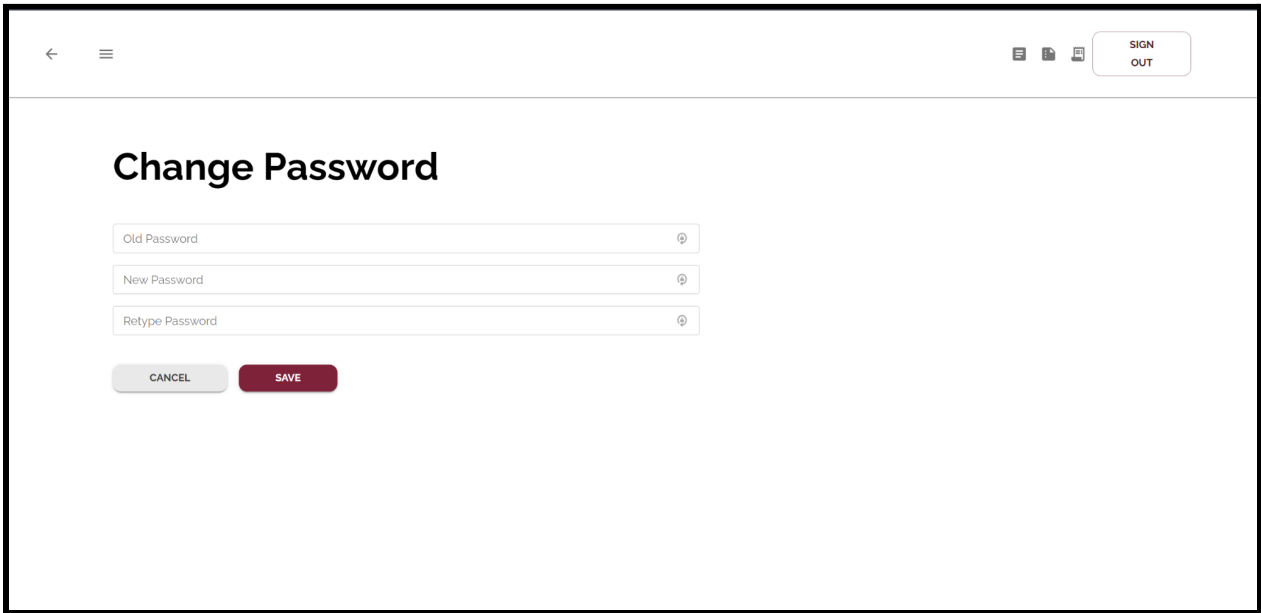 SIGN
OUT
Change Password
Old Password
New Password
Retype Password
CANCEL SAVE